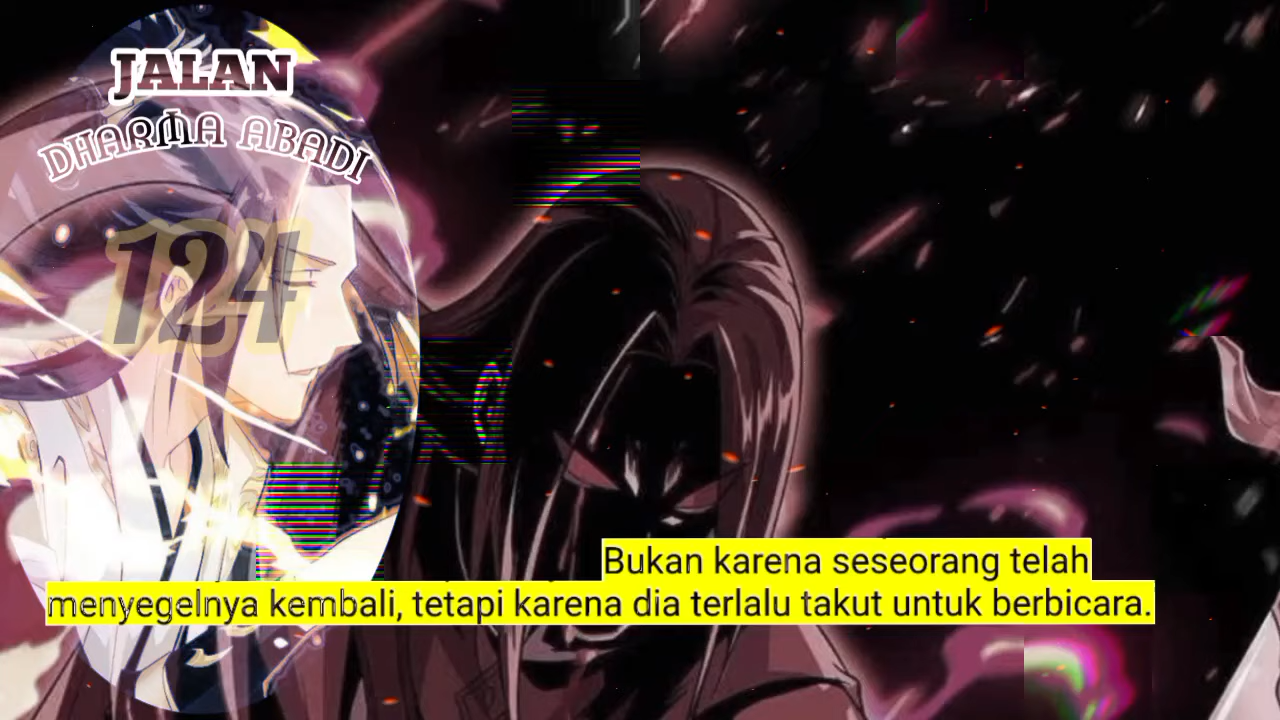 JALAN
DHARMA ABADI
124
Bukan karena seseorang telah
menyegelnya kembali, tetapi karena dia terlalu takut untuk berbicara.